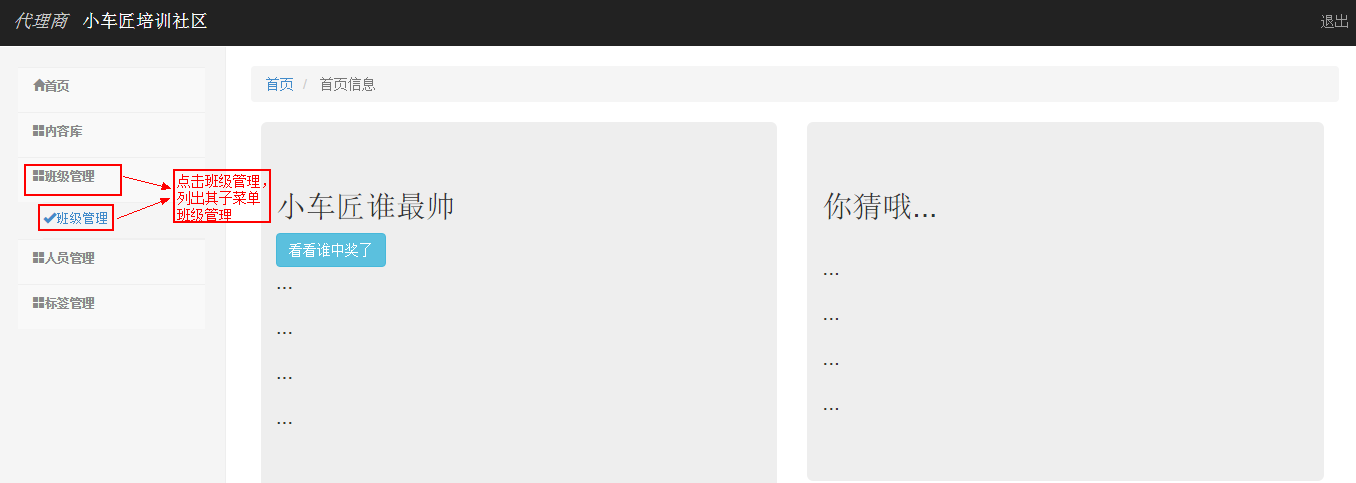 代理商 小车匠培训社区 退出
首页
内容库
班级管理
班级管理
人员管理
标签管理
点击班级管理，
列出其子菜单
班级管理
首页 / 首页信息
小车匠谁最帅
看看谁中奖了
...
...
...
...
你猜哦...
...
...
...
...